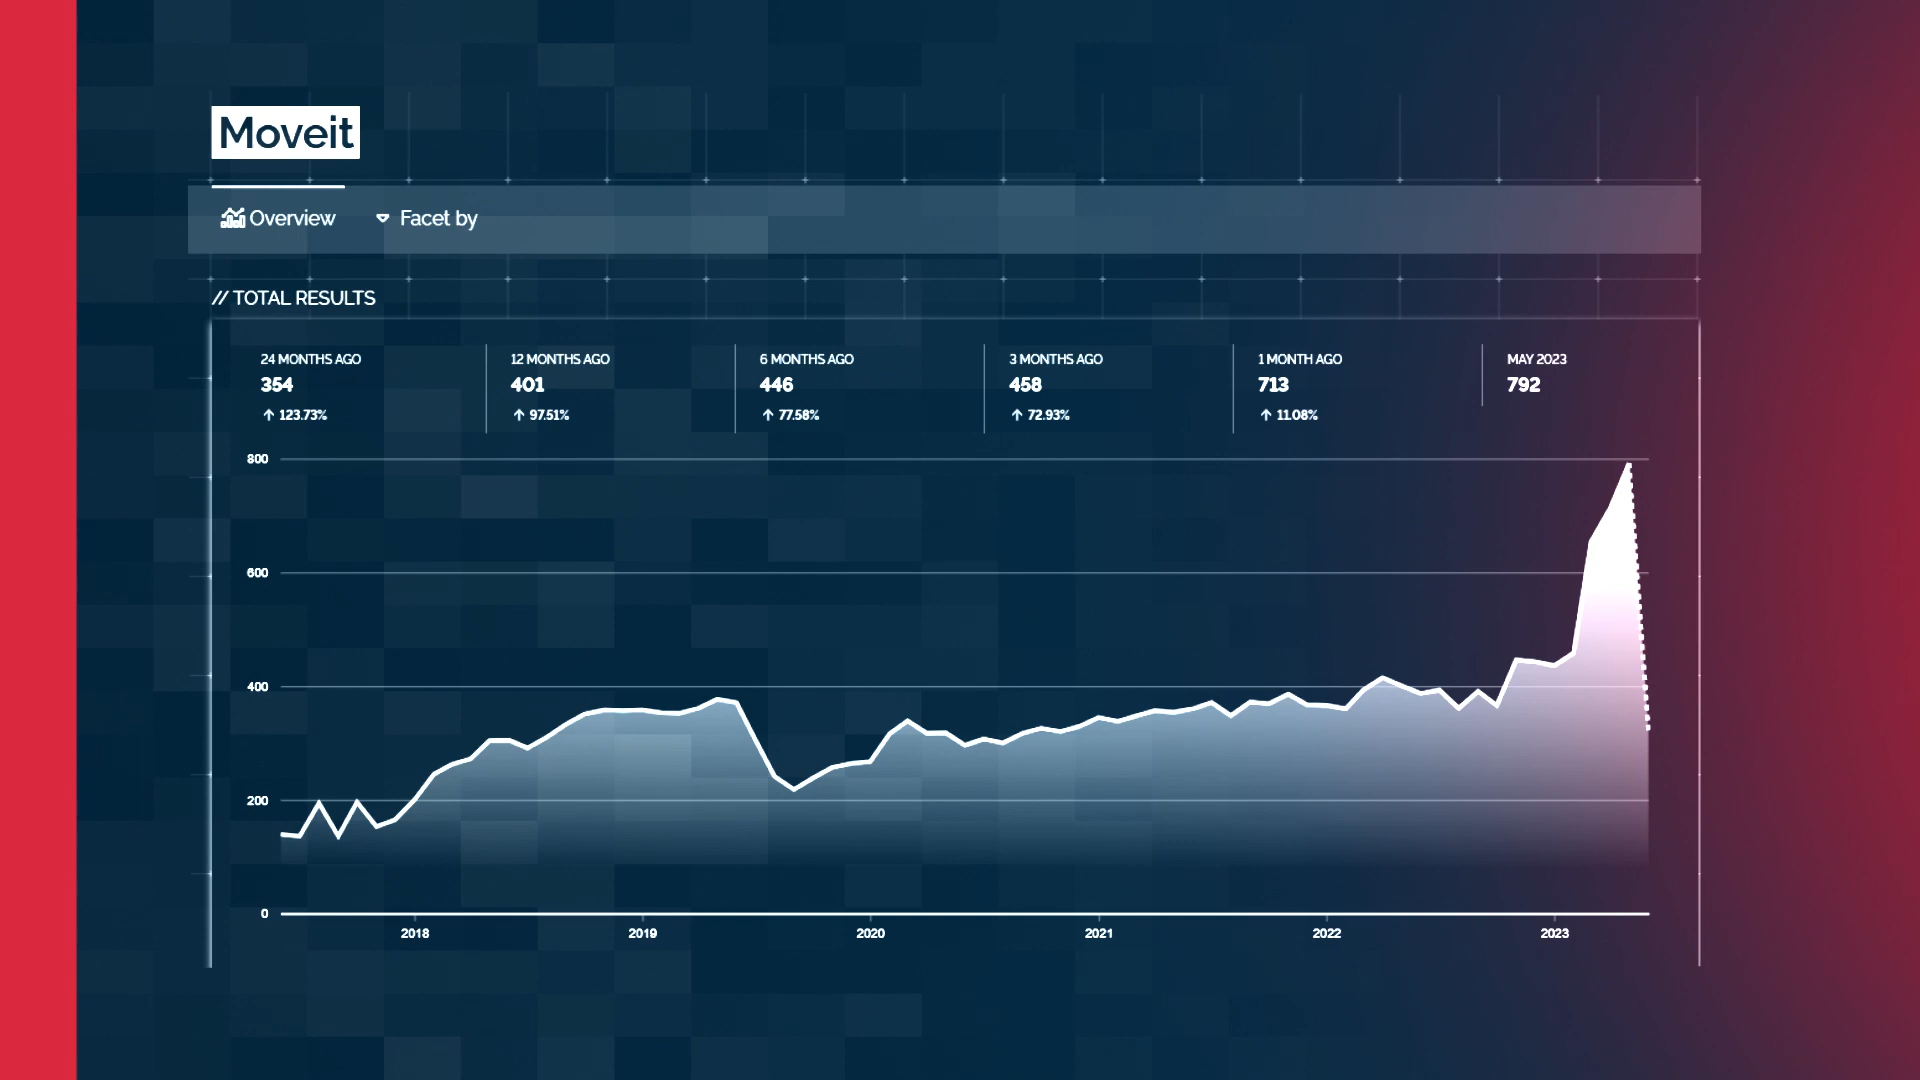 Moveit
Overview Facet by
// TOTAL RESULTS
24 MONTHS AGO 12 MONTHS AGO 6 MONTHS AGO 3 MONTHS AGO 1 MONTH AGO MAY 2023
354 401 446 458 713 792
↑ 123.73% ↑ 97.51% ↑ 77.58% ↑ 72.93% ↑ 11.08%
800
600
400
200
0
2018 2019 2020 2021 2022 2023